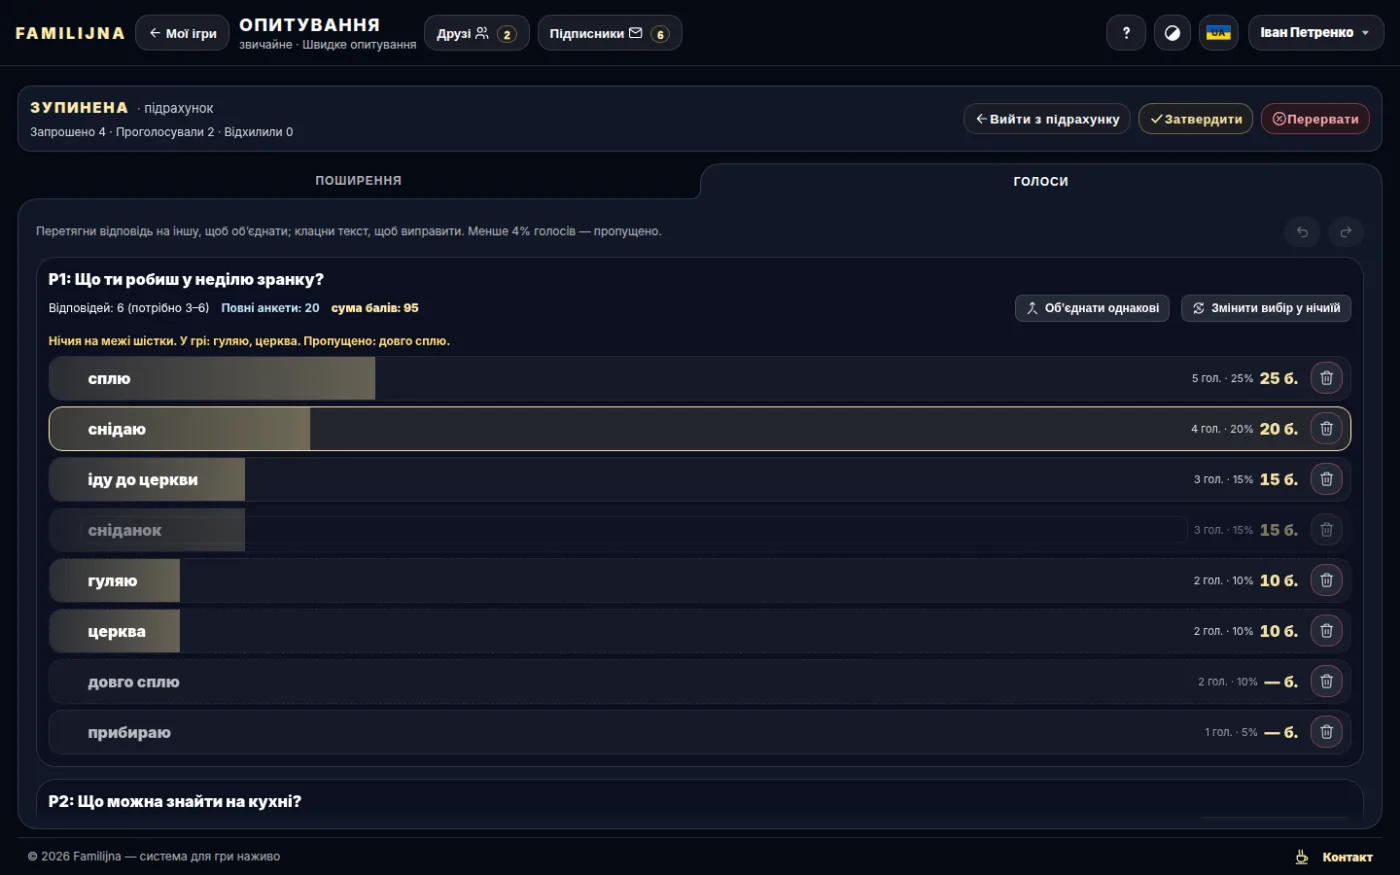 FAMILIJNA
← Мої ігри
ОПИТУВАННЯ
звичайне · Швидке опитування
Друзі 2
Підписники 6
?
UA
Іван Петренко
ЗУПИНЕНА · підрахунок
Запрошено 4 · Проголосували 2 · Відхилили 0
← Вийти з підрахунку
Затвердити
Перервати
ПОШИРЕННЯ
ГОЛОСИ
Перетягни відповідь на іншу, щоб об'єднати; клацни текст, щоб виправити. Менше 4% голосів — пропущено.
P1: Що ти робиш у неділю зранку?
Відповідей: 6 (потрібно 3–6) Повні анкети: 20 сума балів: 95
Об'єднати однакові
Змінити вибір у нічиїй
Нічия на межі шістки. У грі: гуляю, церква. Пропущено: довго сплю.
сплю 5 гол. · 25% 25 б.
снідаю 4 гол. · 20% 20 б.
іду до церкви 3 гол. · 15% 15 б.
сніданок 3 гол. · 15% 15 б.
гуляю 2 гол. · 10% 10 б.
церква 2 гол. · 10% 10 б.
довго сплю 2 гол. · 10% — б.
прибираю 1 гол. · 5% — б.
P2: Що можна знайти на кухні?
© 2026 Familijna — система для гри наживо
Контакт